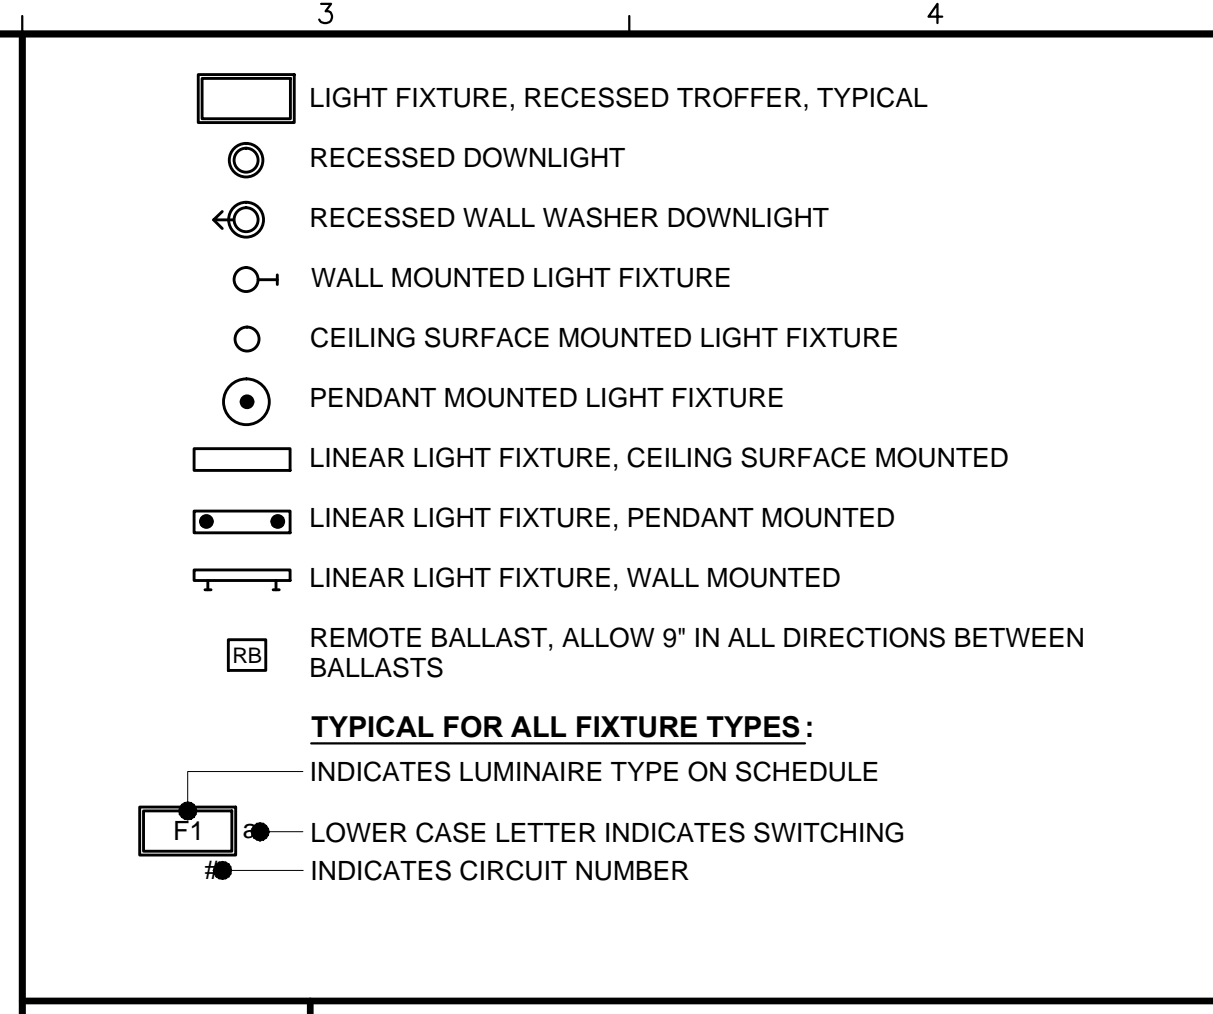 3 4
LIGHT FIXTURE, RECESSED TROFFER, TYPICAL
RECESSED DOWNLIGHT
RECESSED WALL WASHER DOWNLIGHT
WALL MOUNTED LIGHT FIXTURE
CEILING SURFACE MOUNTED LIGHT FIXTURE
PENDANT MOUNTED LIGHT FIXTURE
LINEAR LIGHT FIXTURE, CEILING SURFACE MOUNTED
LINEAR LIGHT FIXTURE, PENDANT MOUNTED
LINEAR LIGHT FIXTURE, WALL MOUNTED
RB
REMOTE BALLAST, ALLOW 9" IN ALL DIRECTIONS BETWEEN
BALLASTS
TYPICAL FOR ALL FIXTURE TYPES:
INDICATES LUMINAIRE TYPE ON SCHEDULE
F1 a LOWER CASE LETTER INDICATES SWITCHING
# INDICATES CIRCUIT NUMBER